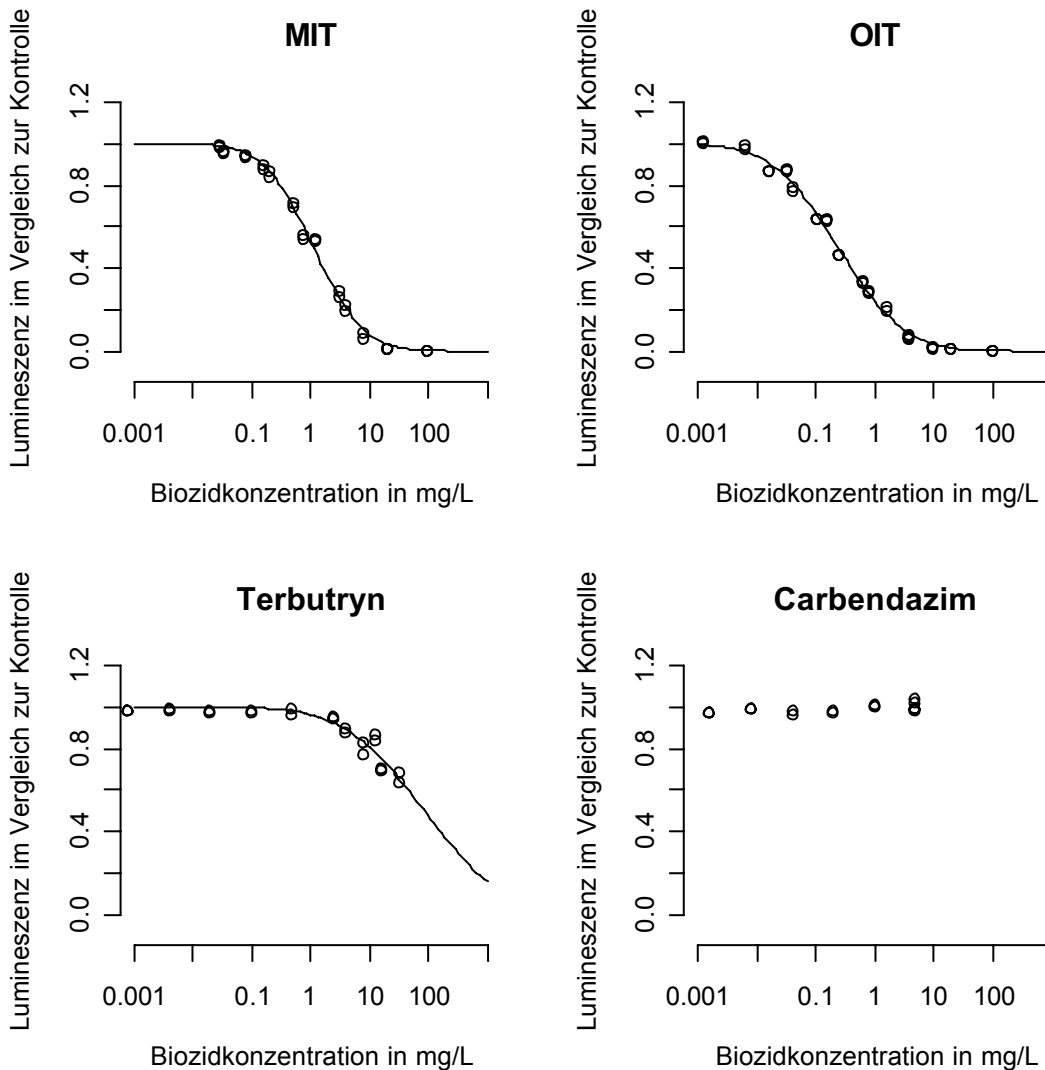 MIT
Lumineszenz im Vergleich zur Kontrolle
1.2
0.8
0.4
0.0
0.001 0.1 1 10 100
Biozidkonzentration in mg/L
OIT
Lumineszenz im Vergleich zur Kontrolle
1.2
0.8
0.4
0.0
0.001 0.1 1 10 100
Biozidkonzentration in mg/L
Terbutryn
Lumineszenz im Vergleich zur Kontrolle
1.2
0.8
0.4
0.0
0.001 0.1 1 10 100
Biozidkonzentration in mg/L
Carbendazim
Lumineszenz im Vergleich zur Kontrolle
1.2
0.8
0.4
0.0
0.001 0.1 1 10 100
Biozidkonzentration in mg/L